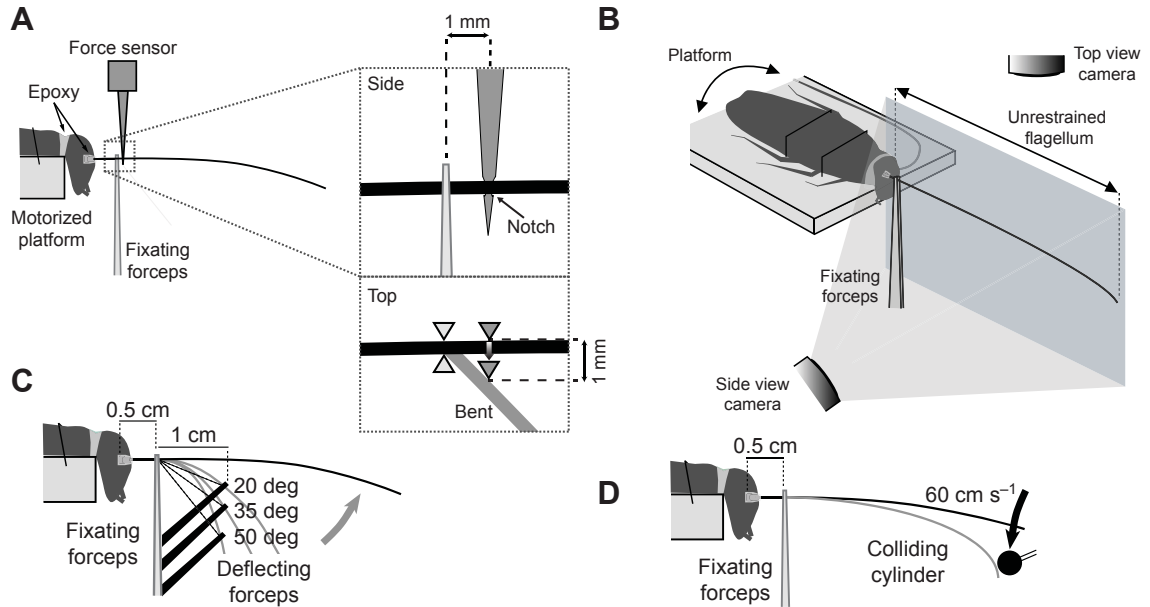 A
1 mm
Force sensor
Epoxy
Side
Notch
Motorized
platform
Fixating
forceps
Top
1 mm
Bent
B
Platform
Top view
camera
Unrestrained
flagellum
Fixating
forceps
Side view
camera
C
0.5 cm
1 cm
20 deg
35 deg
50 deg
Fixating
forceps
Deflecting
forceps
D
0.5 cm
60 cm s⁻¹
Fixating
forceps
Colliding
cylinder